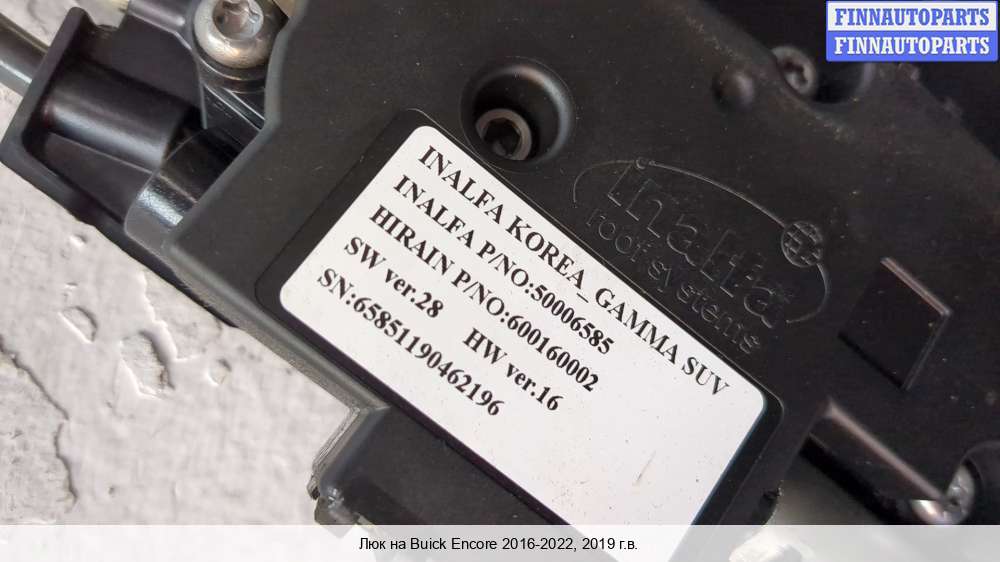 FINNAUTOPARTS
FINNAUTOPARTS
inalfa
roof systems
INALFA KOREA_GAMMA SUV
INALFA P/NO:50006585
HIRAIN P/NO:600160002
SW ver.28 HW ver.16
SN:65851190462196
Люк на Buick Encore 2016-2022, 2019 г.в.